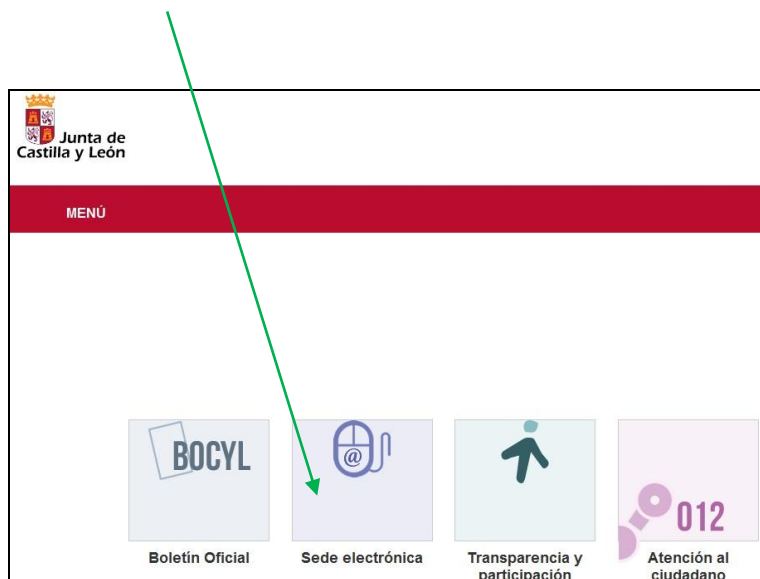 Junta de
Castilla y León
MENÚ
BOCYL
@
012
Boletín Oficial
Sede electrónica
Transparencia y
participación
Atención al
ciudadano